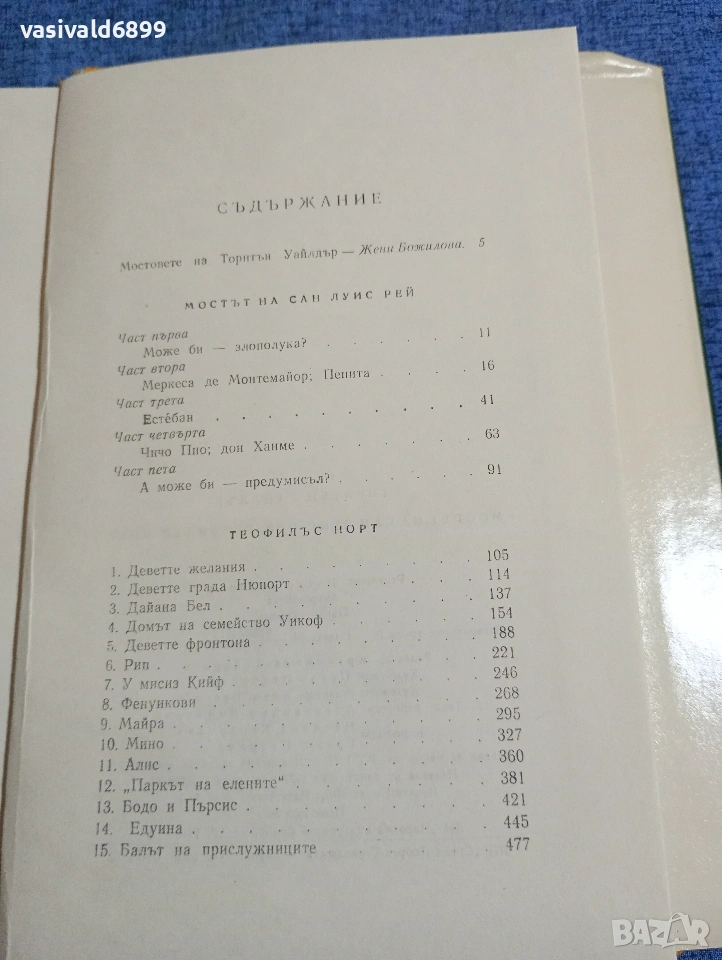 vasivald6899
СЪДЪРЖАНИЕ
Мостовете на Торнтън Уайлдър — Жени Божилова. 5
МОСТЪТ НА САН ЛУИС РЕЙ
Част първа
Може би — злополука? . . . . . . 11
Част втора
Меркеса де Монтемайор; Пепита . . . . 16
Част трета
Естéбан . . . . . . . . . 41
Част четвърта
Чичо Пио; дон Хайме . . . . . . 63
Част пета
А може би — предумисъл? . . . . . 91
ТЕОФИЛЪС НОРТ
1. Деветте желания . . . . . . . 105
2. Деветте града Нюпорт . . . . . . 114
3. Дайана Бел . . . . . . . . 137
4. Домът на семейство Уикоф . . . . . 154
5. Деветте фронтона . . . . . . . 188
6. Рип . . . . . . . . . . 221
7. У мисиз Кийф . . . . . . . . 246
8. Фенуикови . . . . . . . . . 268
9. Майра . . . . . . . . . . 295
10. Мино . . . . . . . . . . 327
11. Алис . . . . . . . . . . 360
12. „Паркът на елените“ . . . . . . 381
13. Бодо и Пърсис . . . . . . . 421
14. Едуина . . . . . . . . . 445
15. Балът на прислужниците . . . . . 477
BAZAR